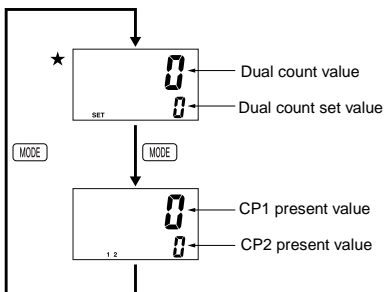 ★
0 Dual count value
SET 0 Dual count set value
MODE MODE
0 CP1 present value
1 2 0 CP2 present value